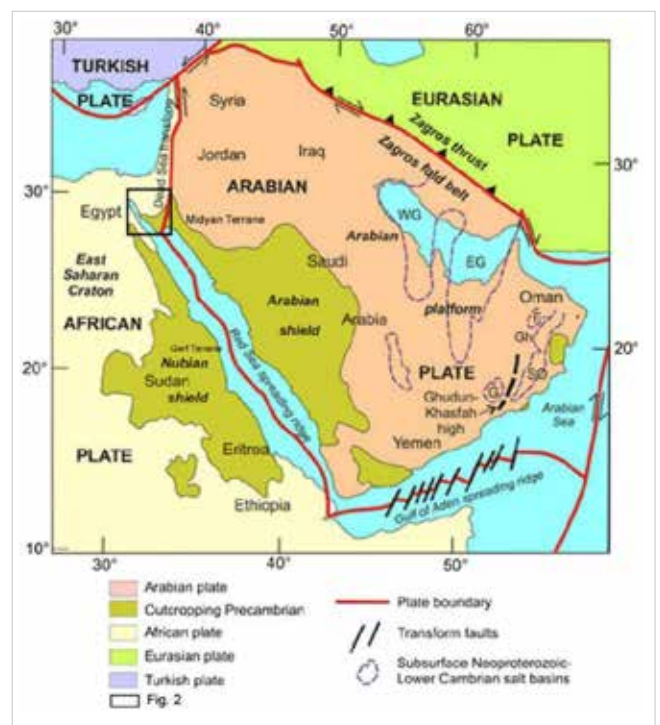 30° 40° 50° 60°
TURKISH
PLATE
EURASIAN
PLATE
Syria
Dead Sea transform
Zagros thrust
Zagros fold belt
Jordan
Iraq
ARABIAN
30°
30°
Egypt
Midyan Terrane
WG
Arabian
EG
East
Saharan
Craton
Saudi
Oman
F
AFRICAN
Arabian
shield
Arabia
platform
Gh
20°
20°
Red Sea spreading ridge
Gerf Terrane
Nubian
shield
Sudan
PLATE
SO
G
Ghudun-
Khasfah
high
Arabian
Sea
PLATE
Eritrea
Yemen
Ethiopia
Gulf of Aden spreading ridge
10°
30° 40° 50°
Arabian plate
Cutcropping Precambrian
African plate
Eurasian plate
Turkish plate
Fig. 2
Plate boundary
Transform faults
Subsurface Neoproterozoic-
Lower Cambrian salt basins